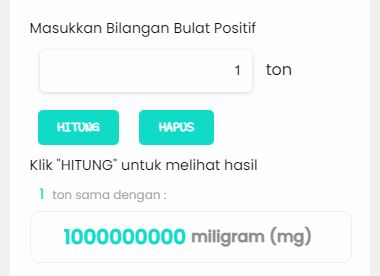 Masukkan Bilangan Bulat Positif
1 ton
HITUNG HAPUS
Klik "HITUNG" untuk melihat hasil
1 ton sama dengan :
1000000000 miligram (mg)